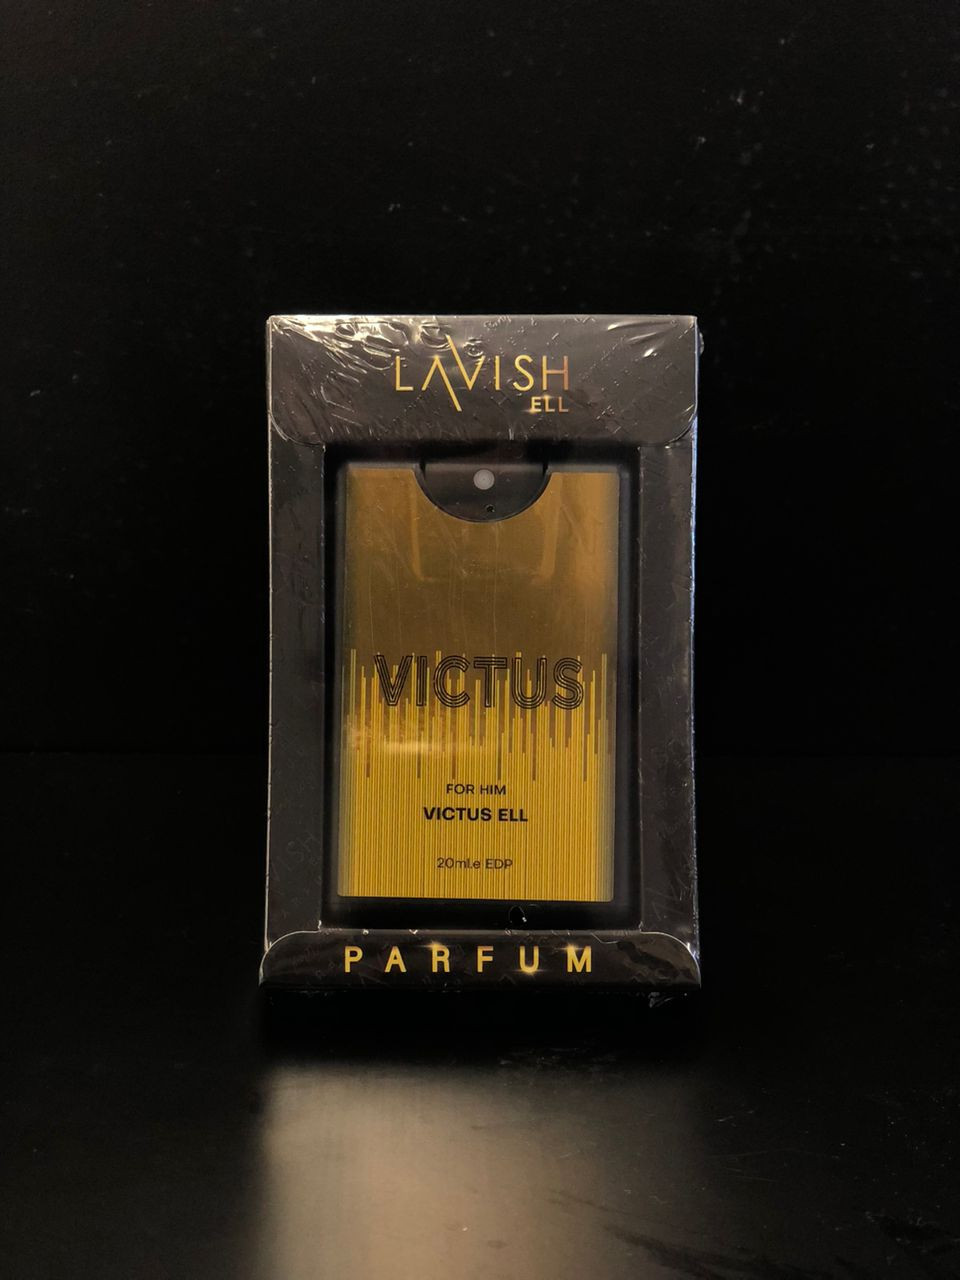 LAVISH
ELL
VICTUS
FOR HIM
VICTUS ELL
20ml.e EDP
PARFUM